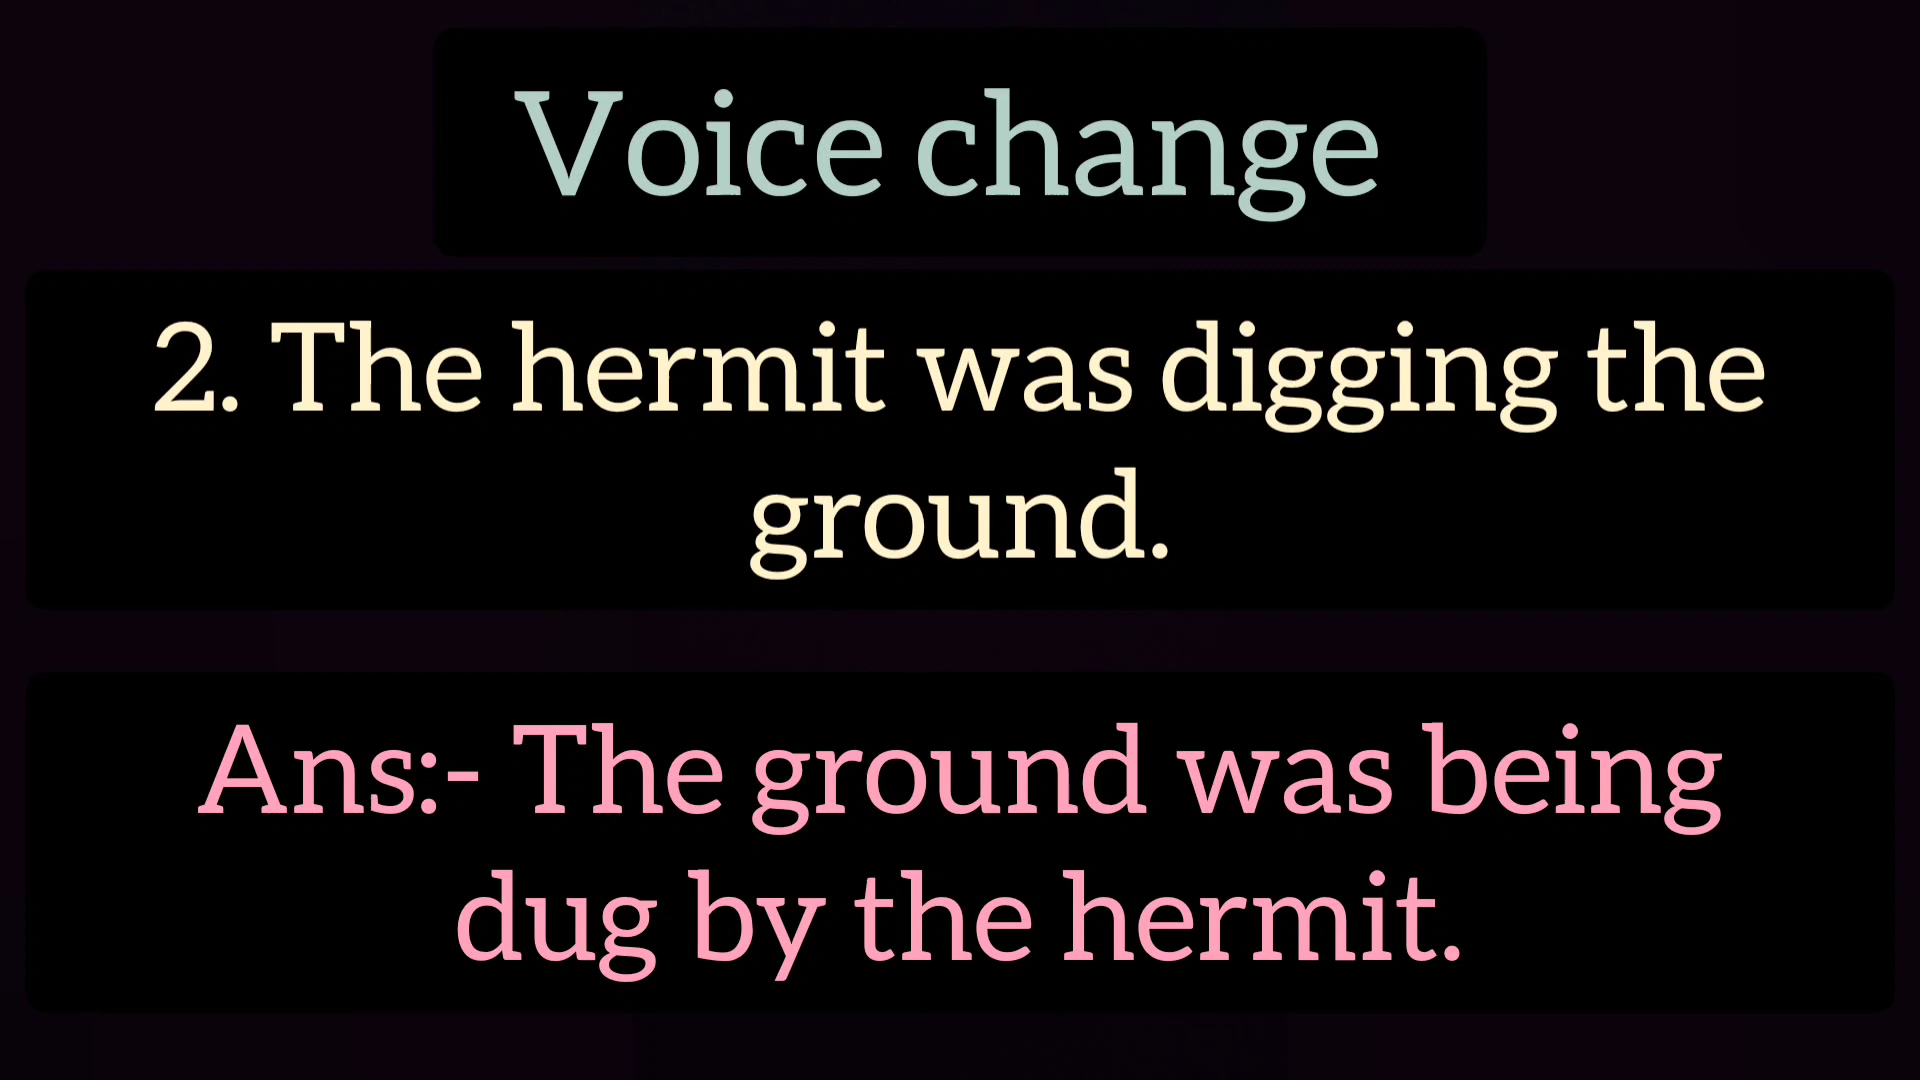 Voice change
2. The hermit was digging the
ground.
Ans:- The ground was being
dug by the hermit.